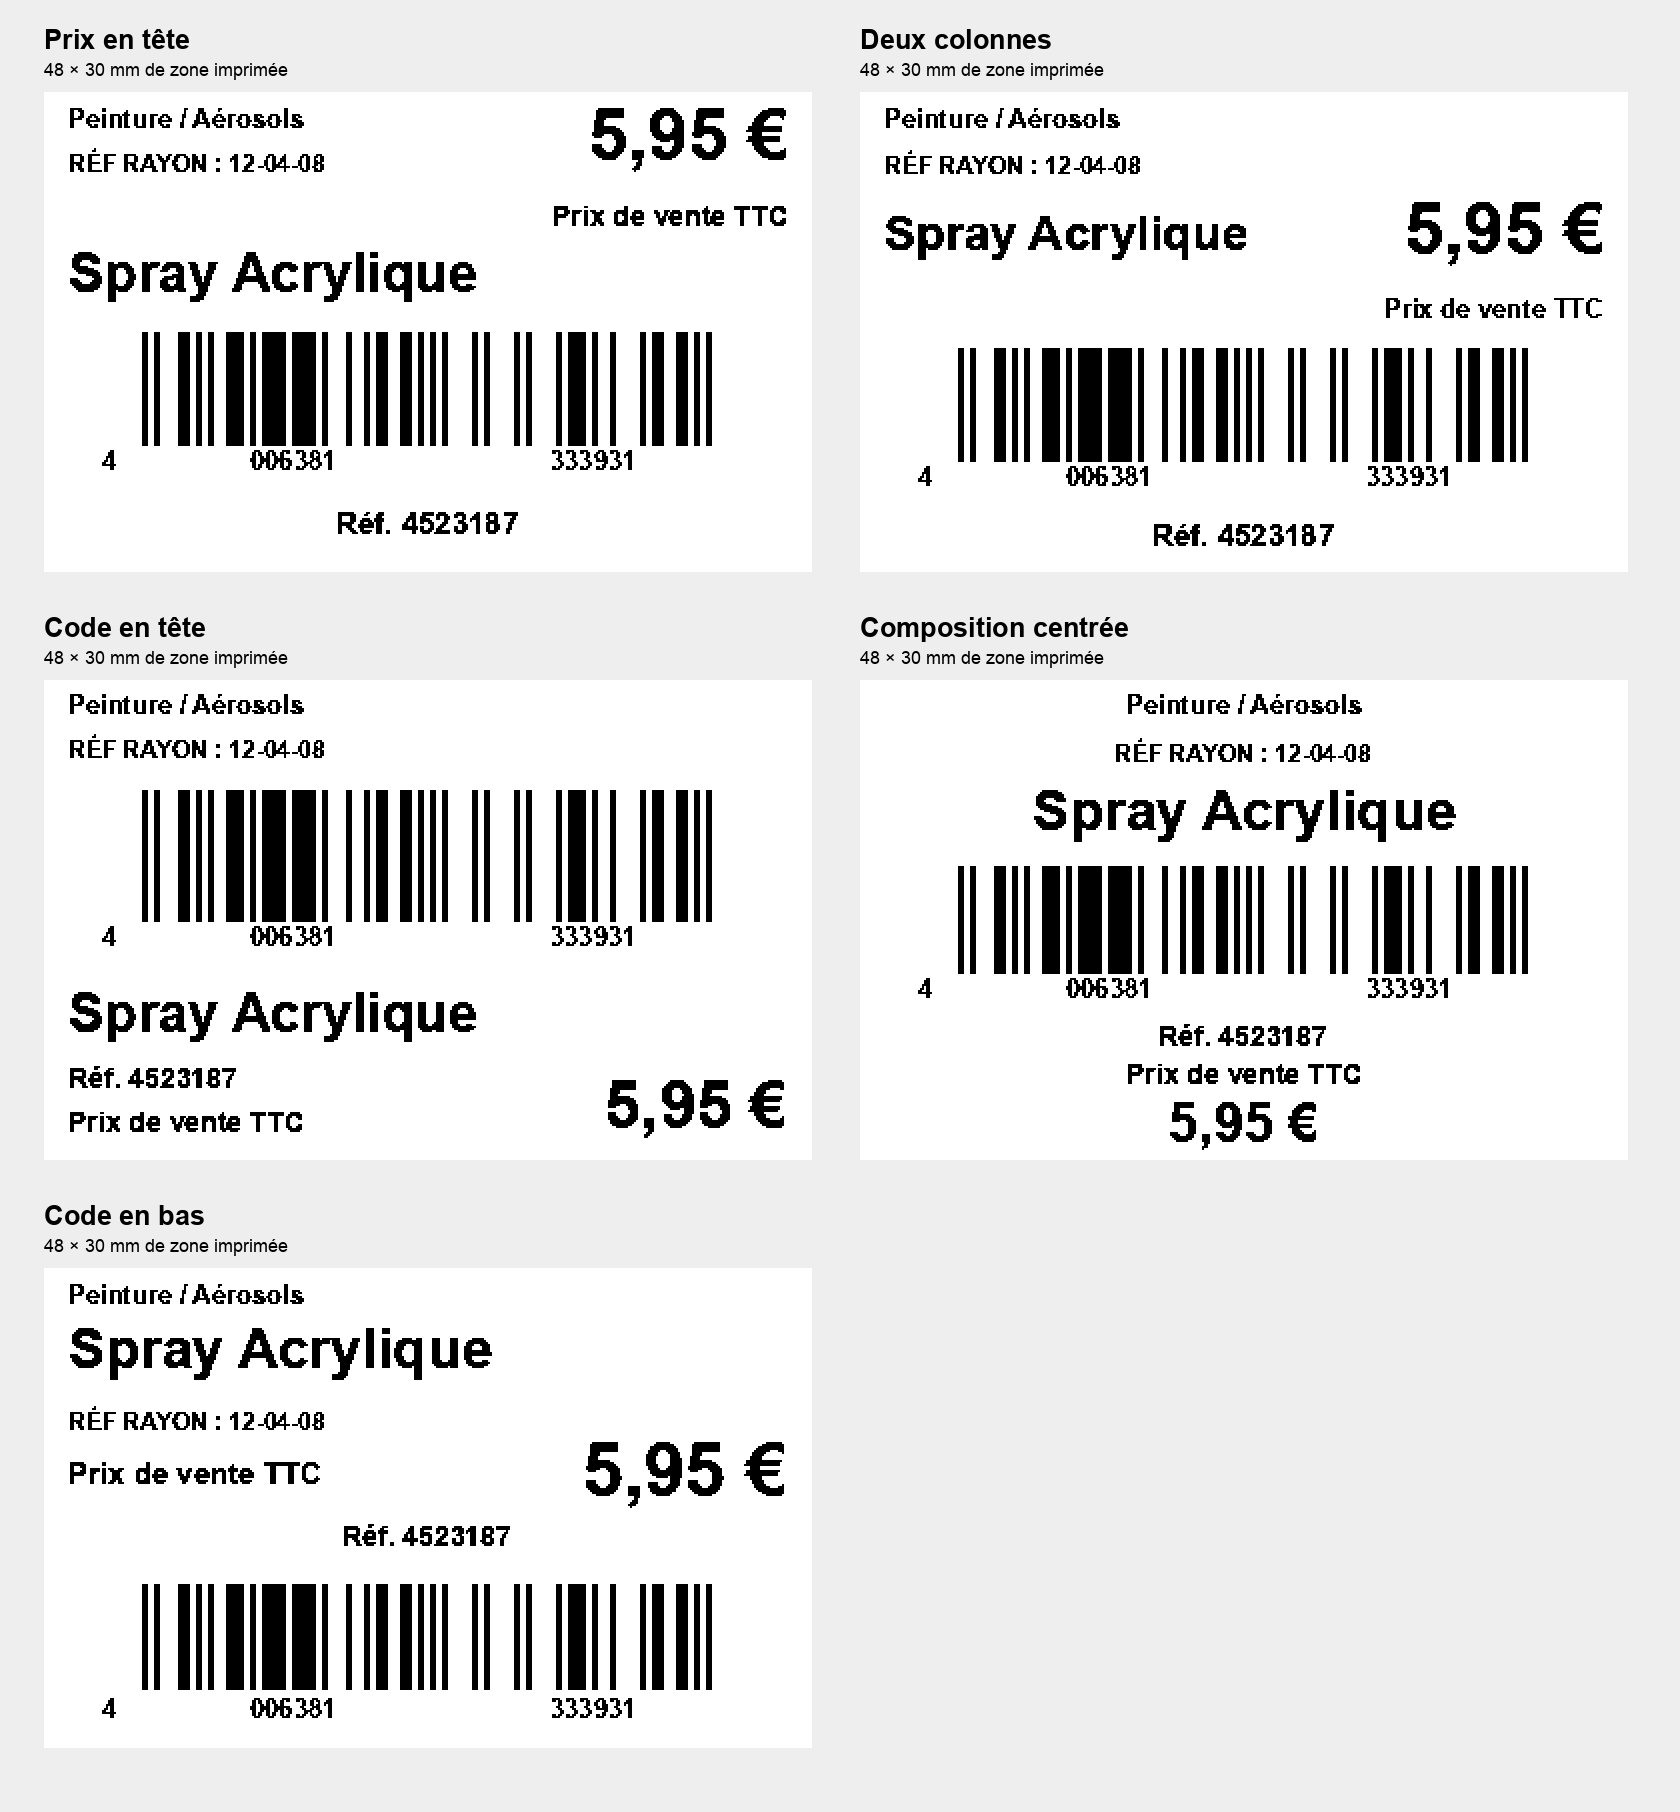 Prix en tête
48 × 30 mm de zone imprimée
Peinture / Aérosols
5,95 €
RÉF RAYON : 12-04-08
Prix de vente TTC
Spray Acrylique
4 006381 333931
Réf. 4523187
Deux colonnes
48 × 30 mm de zone imprimée
Peinture / Aérosols
RÉF RAYON : 12-04-08
Spray Acrylique 5,95 €
Prix de vente TTC
4 006381 333931
Réf. 4523187
Code en tête
48 × 30 mm de zone imprimée
Peinture / Aérosols
RÉF RAYON : 12-04-08
4 006381 333931
Spray Acrylique
Réf. 4523187
5,95 €
Prix de vente TTC
Composition centrée
48 × 30 mm de zone imprimée
Peinture / Aérosols
RÉF RAYON : 12-04-08
Spray Acrylique
4 006381 333931
Réf. 4523187
Prix de vente TTC
5,95 €
Code en bas
48 × 30 mm de zone imprimée
Peinture / Aérosols
Spray Acrylique
RÉF RAYON : 12-04-08
Prix de vente TTC 5,95 €
Réf. 4523187
4 006381 333931